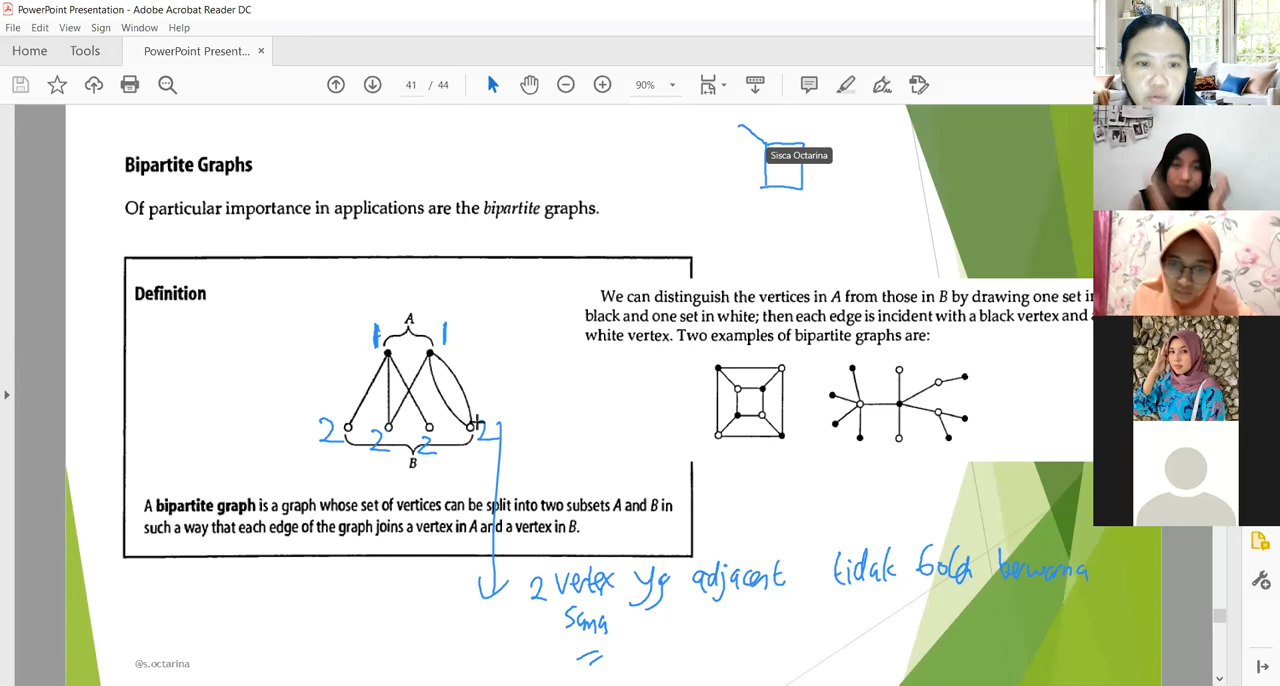 PowerPoint Presentation - Adobe Acrobat Reader DC
File Edit View Sign Window Help
Home Tools PowerPoint Present... ×
41 / 44 90%
Sisca Octarina
Bipartite Graphs
Of particular importance in applications are the bipartite graphs.
Definition
A
1 1
2 2 2 2
B
A bipartite graph is a graph whose set of vertices can be split into two subsets A and B in
such a way that each edge of the graph joins a vertex in A and a vertex in B.
We can distinguish the vertices in A from those in B by drawing one set in
black and one set in white; then each edge is incident with a black vertex and a
white vertex. Two examples of bipartite graphs are:
2 vertex yg adjacent tidak boleh berwarna
sama
@s.octarina